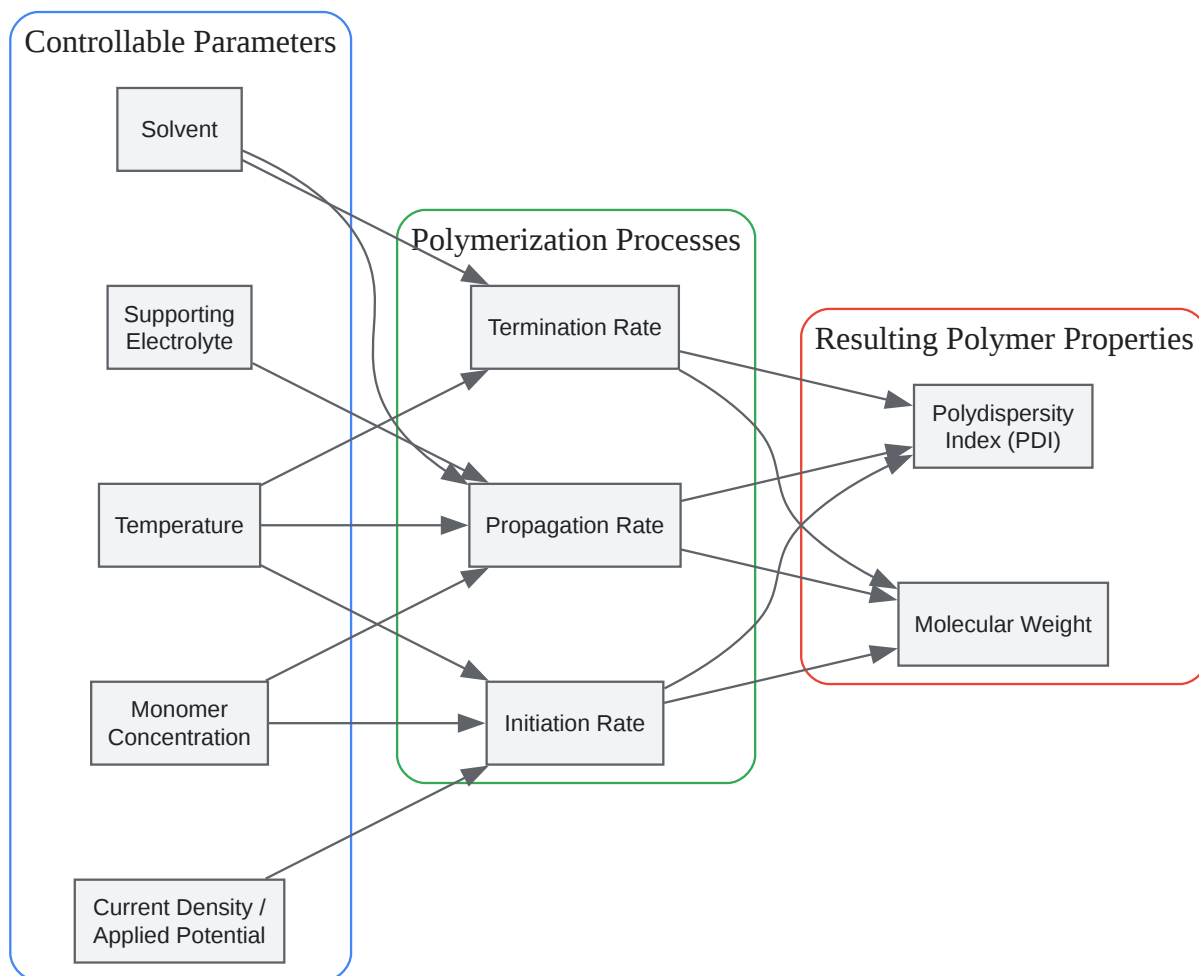 Controllable Parameters
Solvent
Supporting
Electrolyte
Temperature
Monomer
Concentration
Current Density /
Applied Potential
Polymerization Processes
Termination Rate
Propagation Rate
Initiation Rate
Resulting Polymer Properties
Polydispersity
Index (PDI)
Molecular Weight